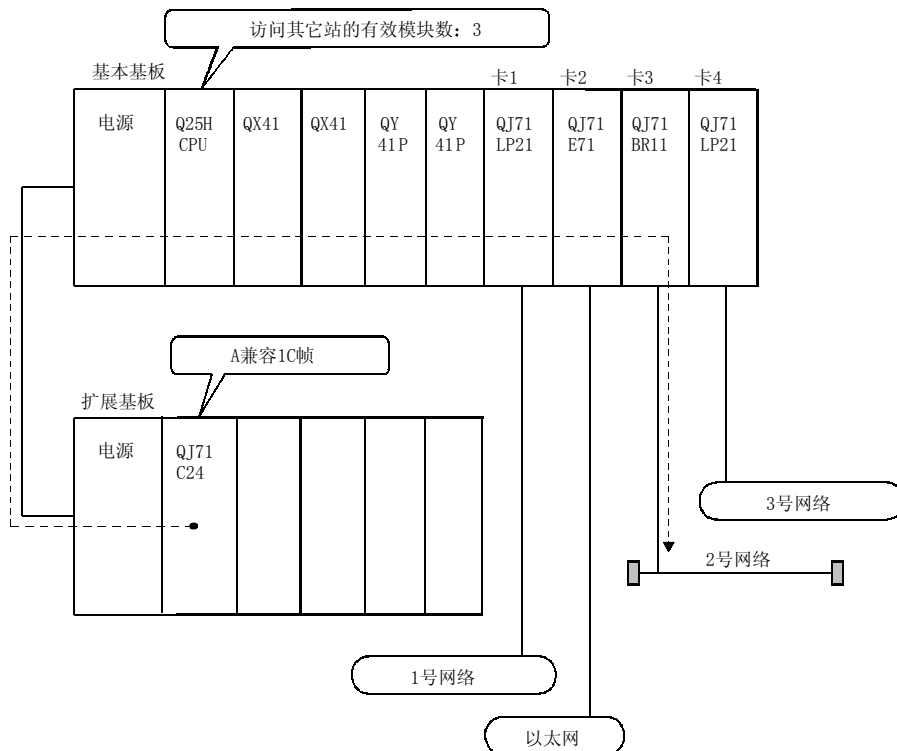 访问其它站的有效模块数：3
基本基板
卡1 卡2 卡3 卡4
电源 Q25H QX41 QX41 QY QY QJ71 QJ71 QJ71 QJ71
CPU 41P 41P LP21 E71 BR11 LP21
A兼容1C帧
扩展基板
电源 QJ71
C24
3号网络
2号网络
1号网络
以太网